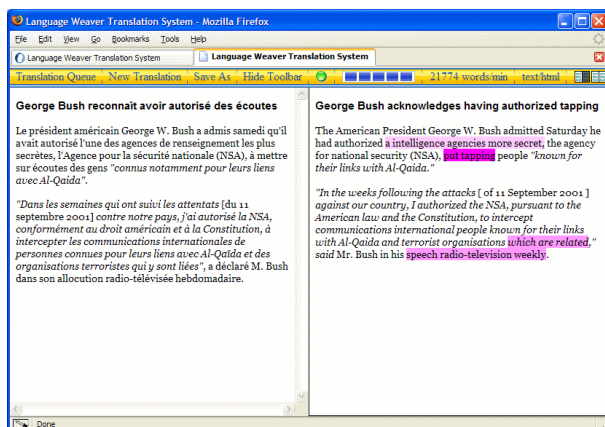 Language Weaver Translation System - Mozilla Firefox
File Edit View Go Bookmarks Tools Help
Language Weaver Translation System
Language Weaver Translation System
Translation Queue New Translation Save As Hide Toolbar 21774 words/min text/html
George Bush reconnaît avoir autorisé des écoutes
Le président américain George W. Bush a admis samedi qu'il
avait autorisé l'une des agences de renseignement les plus
secrètes, l'Agence pour la sécurité nationale (NSA), à mettre
sur écoutes des gens "connus notamment pour leurs liens
avec Al-Qaida".
"Dans les semaines qui ont suivi les attentats [du 11
septembre 2001] contre notre pays, j'ai autorisé la NSA,
conformément au droit américain et à la Constitution, à
intercepter les communications internationales de
personnes connues pour leurs liens avec Al-Qaïda et des
organisations terroristes qui y sont liées", a déclaré M. Bush
dans son allocution radio-télévisée hebdomadaire.
George Bush acknowledges having authorized tapping
The American President George W. Bush admitted Saturday he
had authorized a intelligence agencies more secret, the agency
for national security (NSA), put tapping people "known for
their links with Al-Qaida."
"In the weeks following the attacks [ of 11 September 2001 ]
against our country, I authorized the NSA, pursuant to the
American law and the Constitution, to intercept
communications international people known for their links
with Al-Qaida and terrorist organisations which are related,"
said Mr. Bush in his speech radio-television weekly.
Done